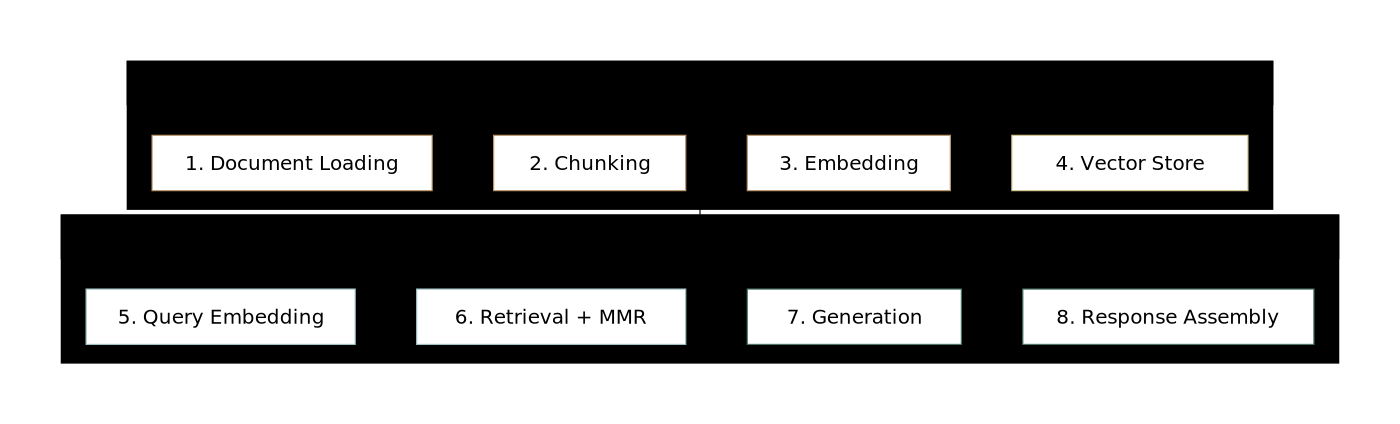 1. Document Loading
2. Chunking
3. Embedding
4. Vector Store
5. Query Embedding
6. Retrieval + MMR
7. Generation
8. Response Assembly